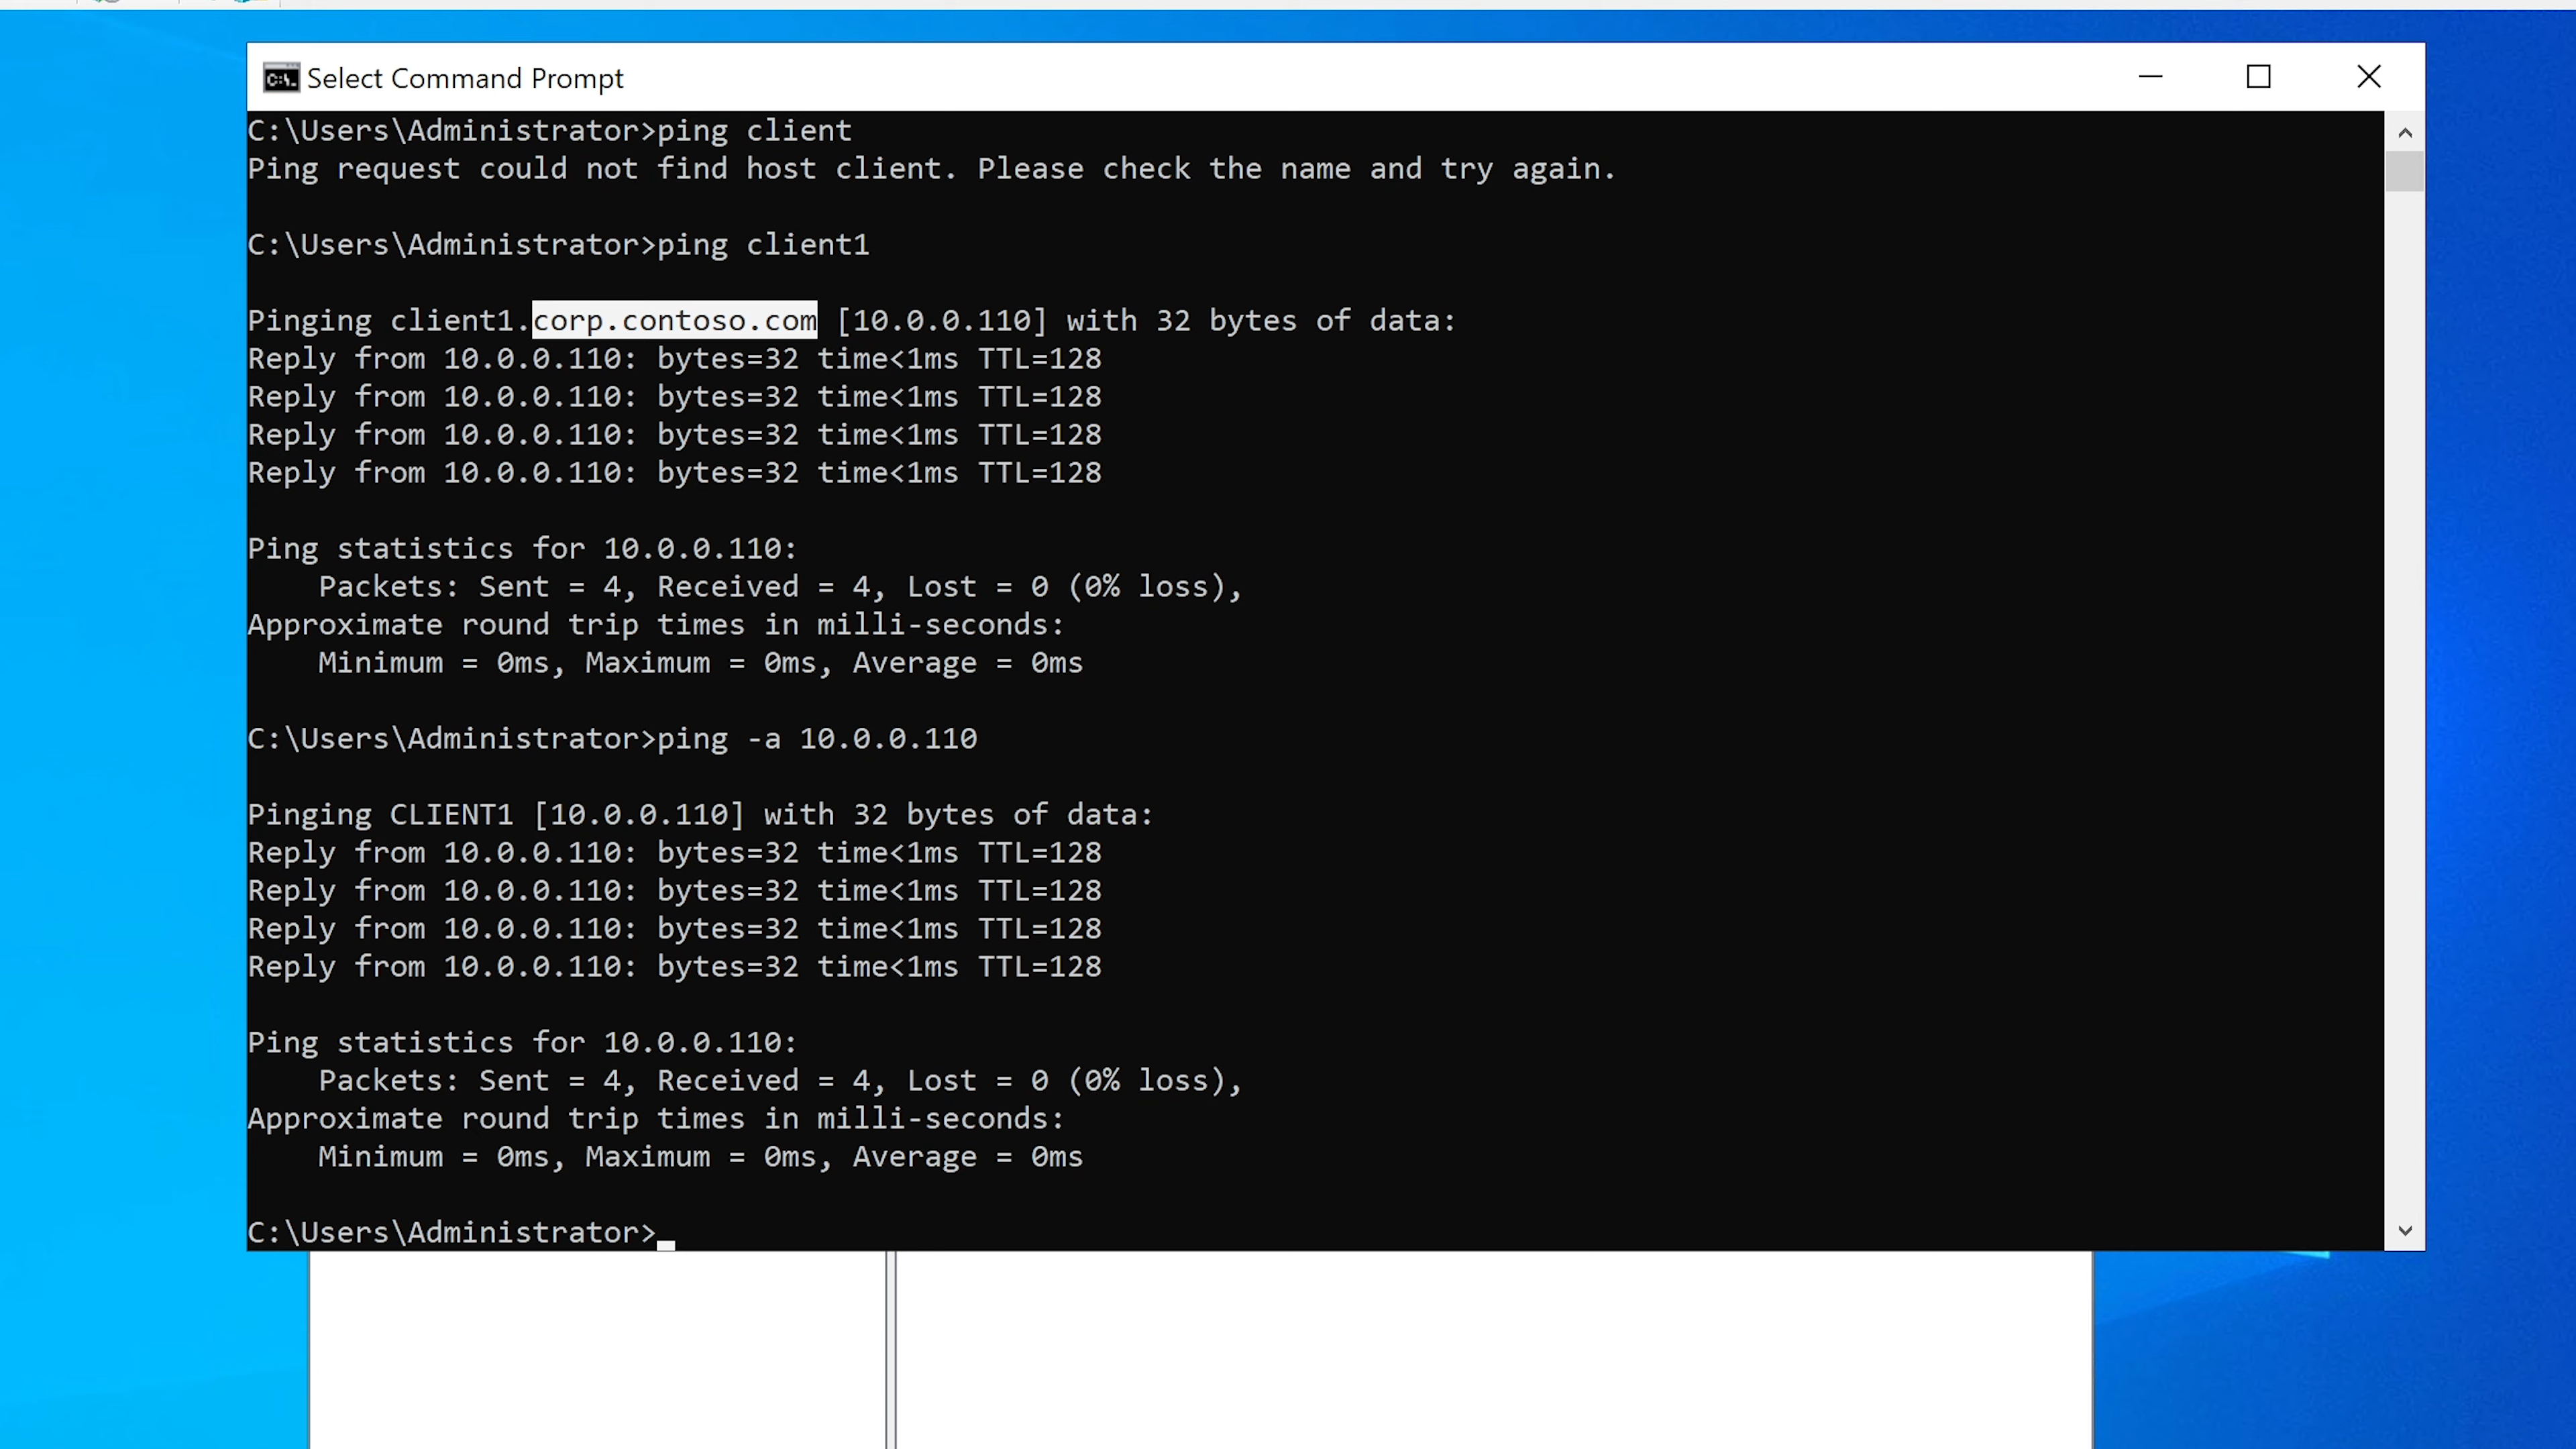 Select Command Prompt
C:\Users\Administrator>ping client
Ping request could not find host client. Please check the name and try again.
C:\Users\Administrator>ping client1
Pinging client1.corp.contoso.com [10.0.0.110] with 32 bytes of data:
Reply from 10.0.0.110: bytes=32 time<1ms TTL=128
Reply from 10.0.0.110: bytes=32 time<1ms TTL=128
Reply from 10.0.0.110: bytes=32 time<1ms TTL=128
Reply from 10.0.0.110: bytes=32 time<1ms TTL=128
Ping statistics for 10.0.0.110:
    Packets: Sent = 4, Received = 4, Lost = 0 (0% loss),
Approximate round trip times in milli-seconds:
    Minimum = 0ms, Maximum = 0ms, Average = 0ms
C:\Users\Administrator>ping -a 10.0.0.110
Pinging CLIENT1 [10.0.0.110] with 32 bytes of data:
Reply from 10.0.0.110: bytes=32 time<1ms TTL=128
Reply from 10.0.0.110: bytes=32 time<1ms TTL=128
Reply from 10.0.0.110: bytes=32 time<1ms TTL=128
Reply from 10.0.0.110: bytes=32 time<1ms TTL=128
Ping statistics for 10.0.0.110:
    Packets: Sent = 4, Received = 4, Lost = 0 (0% loss),
Approximate round trip times in milli-seconds:
    Minimum = 0ms, Maximum = 0ms, Average = 0ms
C:\Users\Administrator>